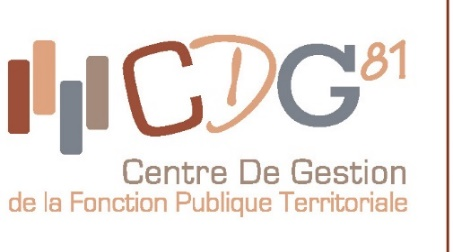 CDG81
Centre De Gestion
de la Fonction Publique Territoriale